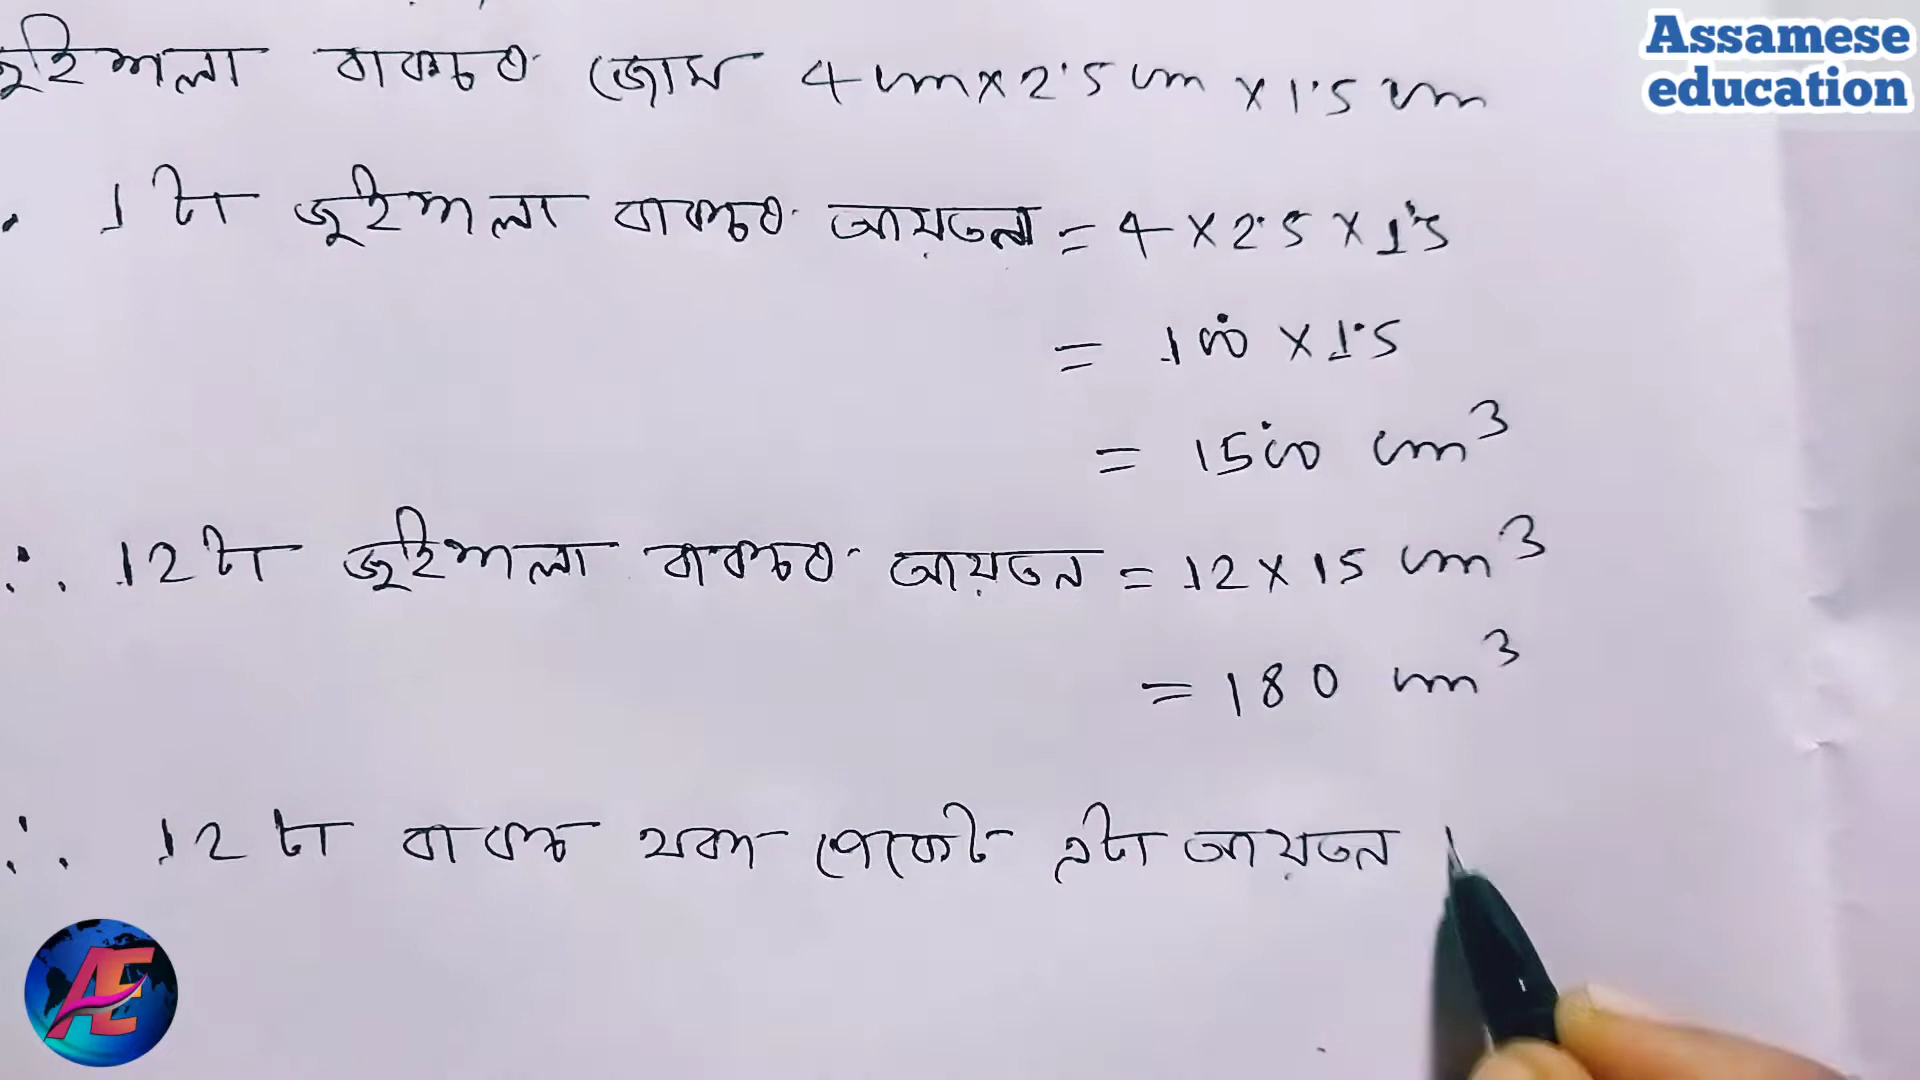 জুইশলা বাকচৰ জোখ 4 cm x 2.5 cm x 1.5 cm
Assamese
education
. 1 টা জুইশলা বাকচৰ আয়তন = 4 x 2.5 x 1.5
= 10.0 x 1.5
= 15.00 cm³
∴ 12 টা জুইশলা বাকচৰ আয়তন = 12 x 15 cm³
= 180 cm³
∴ 12 টা বাকচ থকা পেকেট এটা আয়তন
AE